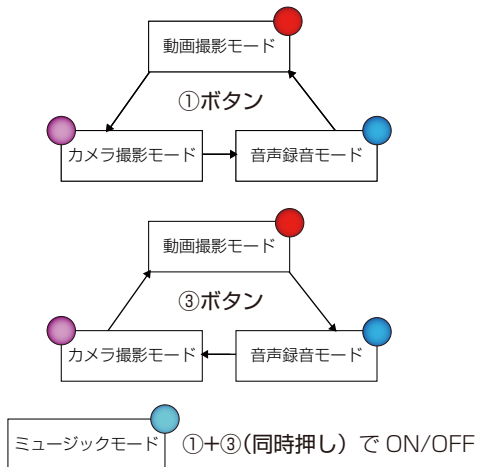 動画撮影モード
①ボタン
カメラ撮影モード
音声録音モード
動画撮影モード
③ボタン
カメラ撮影モード
音声録音モード
ミュージックモード
①+③(同時押し）で ON/OFF